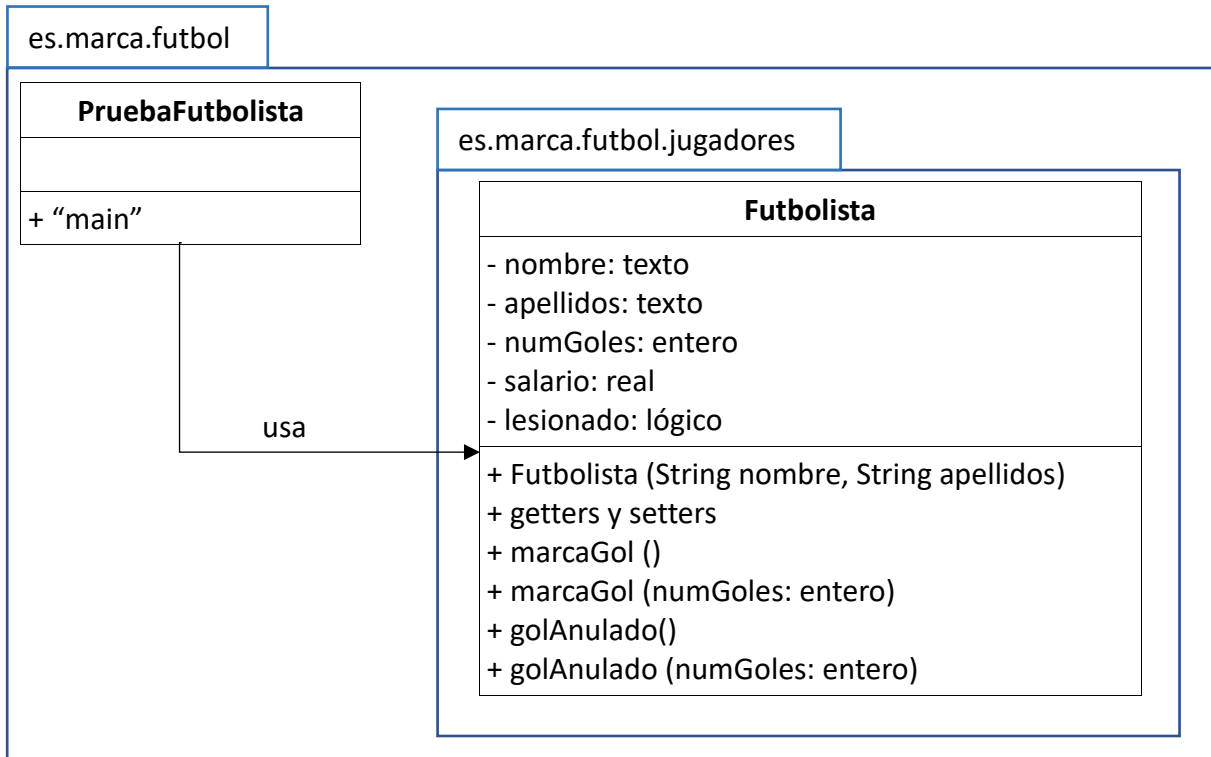 es.marca.futbol
PruebaFutbolista
+ “main”
usa
es.marca.futbol.jugadores
Futbolista
- nombre: texto
- apellidos: texto
- numGoles: entero
- salario: real
- lesionado: lógico
+ Futbolista (String nombre, String apellidos)
+ getters y setters
+ marcaGol ()
+ marcaGol (numGoles: entero)
+ golAnulado()
+ golAnulado (numGoles: entero)